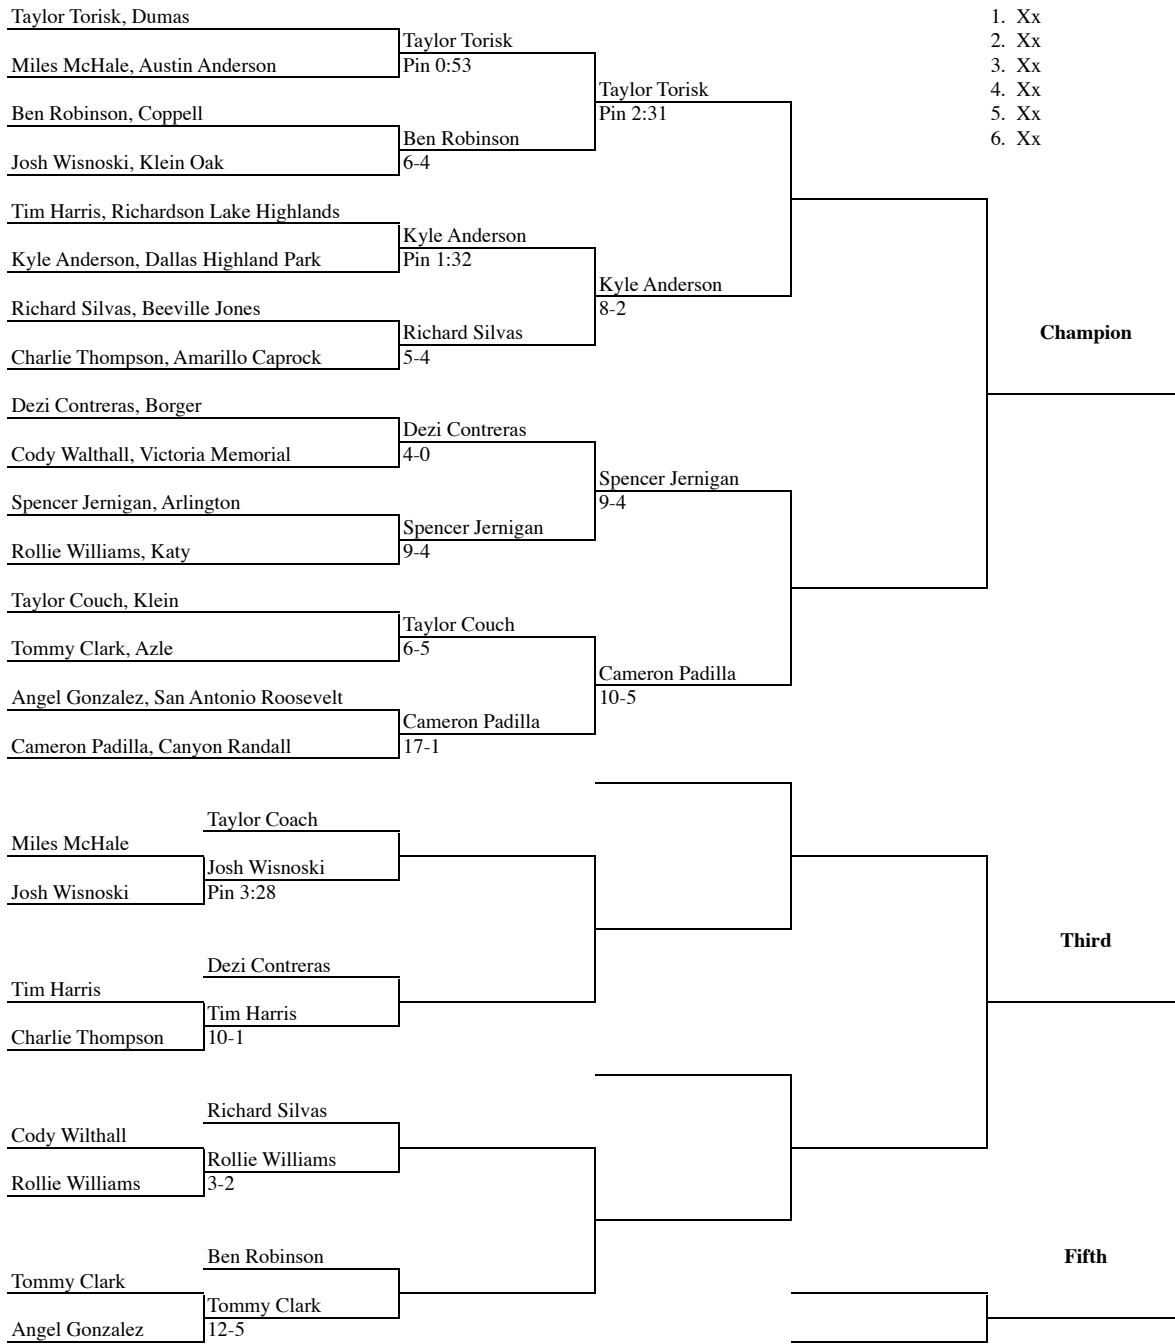 Taylor Torisk, Dumas
Miles McHale, Austin Anderson
Ben Robinson, Coppell
Josh Wisnoski, Klein Oak
Tim Harris, Richardson Lake Highlands
Kyle Anderson, Dallas Highland Park
Richard Silvas, Beeville Jones
Charlie Thompson, Amarillo Caprock
Dezi Contreras, Borger
Cody Walthall, Victoria Memorial
Spencer Jernigan, Arlington
Rollie Williams, Katy
Taylor Couch, Klein
Tommy Clark, Azle
Angel Gonzalez, San Antonio Roosevelt
Cameron Padilla, Canyon Randall
Taylor Torisk
Pin 0:53
Ben Robinson
6-4
Kyle Anderson
Pin 1:32
Richard Silvas
5-4
Dezi Contreras
4-0
Spencer Jernigan
9-4
Taylor Couch
6-5
Cameron Padilla
17-1
Taylor Torisk
Pin 2:31
Kyle Anderson
8-2
Spencer Jernigan
9-4
Cameron Padilla
10-5
1. Xx
2. Xx
3. Xx
4. Xx
5. Xx
6. Xx
Champion
Miles McHale
Josh Wisnoski
Tim Harris
Charlie Thompson
Cody Wilthall
Rollie Williams
Tommy Clark
Angel Gonzalez
Taylor Coach
Josh Wisnoski
Pin 3:28
Dezi Contreras
Tim Harris
10-1
Richard Silvas
Rollie Williams
3-2
Ben Robinson
Tommy Clark
12-5
Third
Fifth